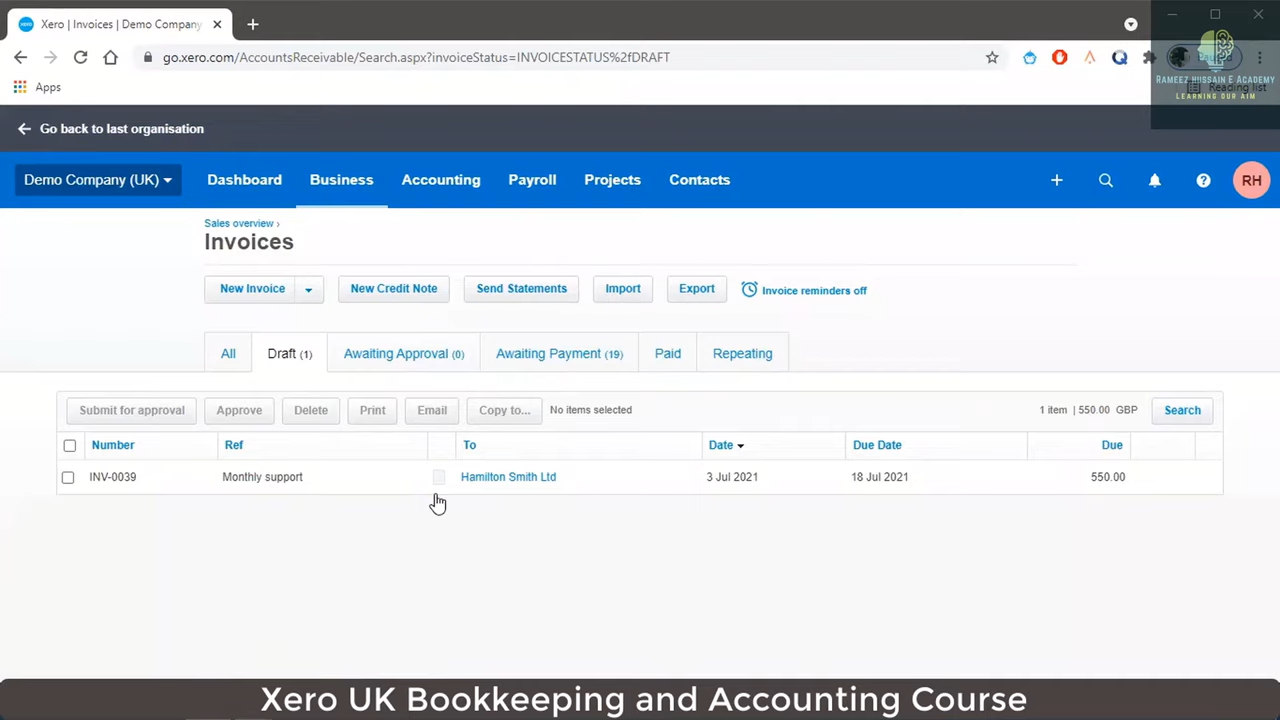 Xero | Invoices | Demo Company
go.xero.com/AccountsReceivable/Search.aspx?invoiceStatus=INVOICESTATUS%2fDRAFT
Paused
Apps
Reading list
RAMEEZ HUSSAIN E ACADEMY
LEARNING OUR AIM
Go back to last organisation
Demo Company (UK) Dashboard Business Accounting Payroll Projects Contacts RH
Sales overview ›
Invoices
New Invoice New Credit Note Send Statements Import Export Invoice reminders off
All Draft (1) Awaiting Approval (0) Awaiting Payment (19) Paid Repeating
Submit for approval Approve Delete Print Email Copy to... No items selected 1 item | 550.00 GBP Search
Number Ref To Date Due Date Due
INV-0039 Monthly support Hamilton Smith Ltd 3 Jul 2021 18 Jul 2021 550.00
Xero UK Bookkeeping and Accounting Course